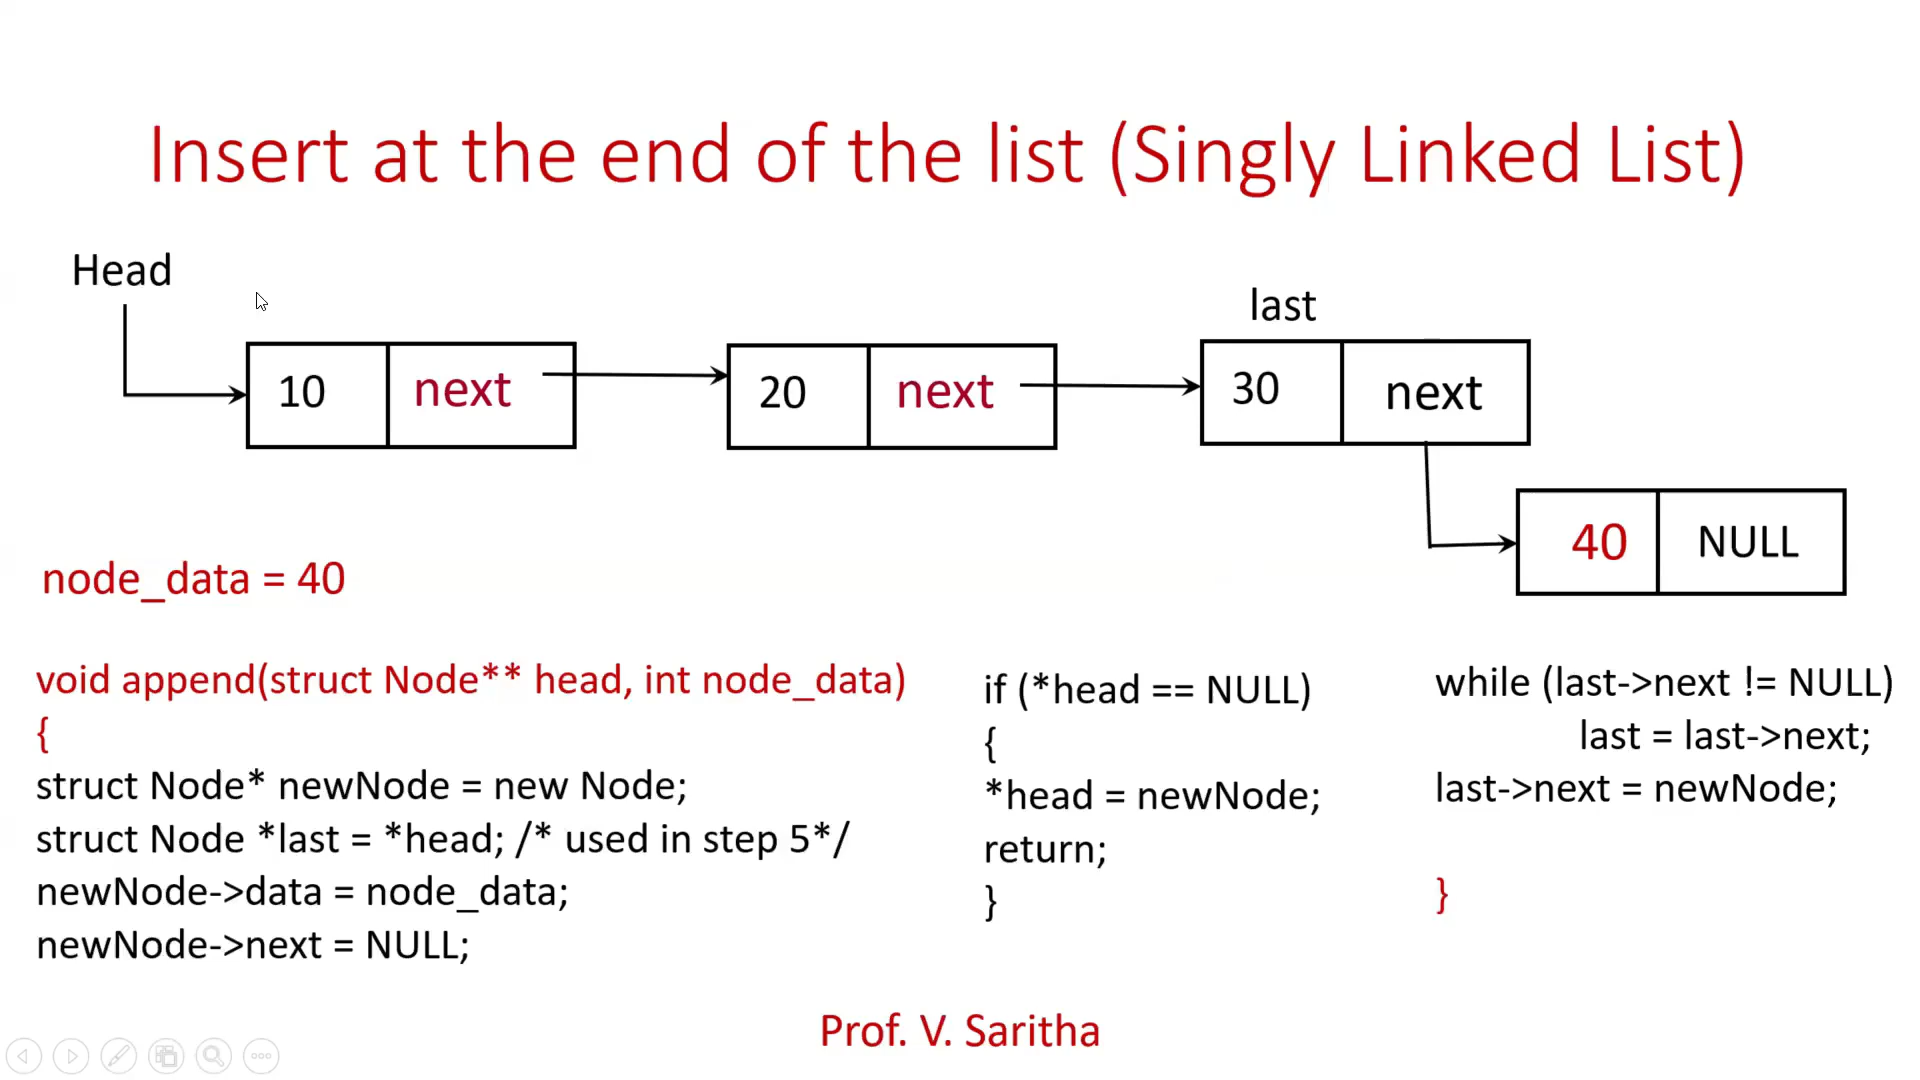 Insert at the end of the list (Singly Linked List)
Head
last
10 next
20 next
30 next
40 NULL
node_data = 40
void append(struct Node** head, int node_data)
{
struct Node* newNode = new Node;
struct Node *last = *head; /* used in step 5*/
newNode->data = node_data;
newNode->next = NULL;
if (*head == NULL)
{
*head = newNode;
return;
}
while (last->next != NULL)
last = last->next;
last->next = newNode;
}
Prof. V. Saritha